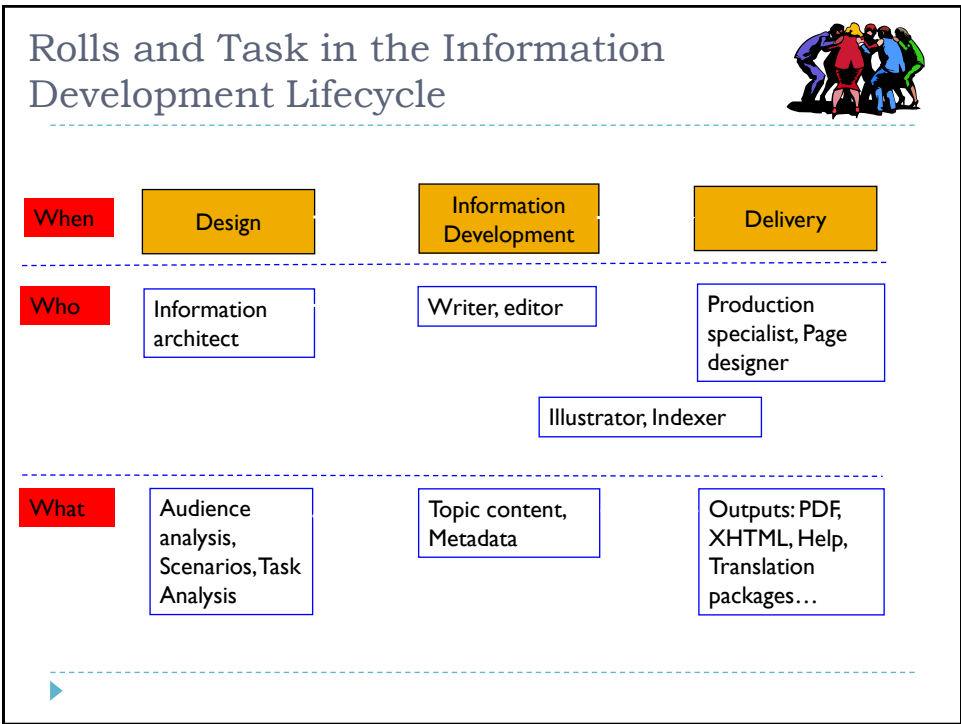 Rolls and Task in the Information
Development Lifecycle
When
Design
Information
Development
Delivery
Who
Information
architect
Writer, editor
Production
specialist, Page
designer
Illustrator, Indexer
What
Audience
analysis,
Scenarios, Task
Analysis
Topic content,
Metadata
Outputs: PDF,
XHTML, Help,
Translation
packages…